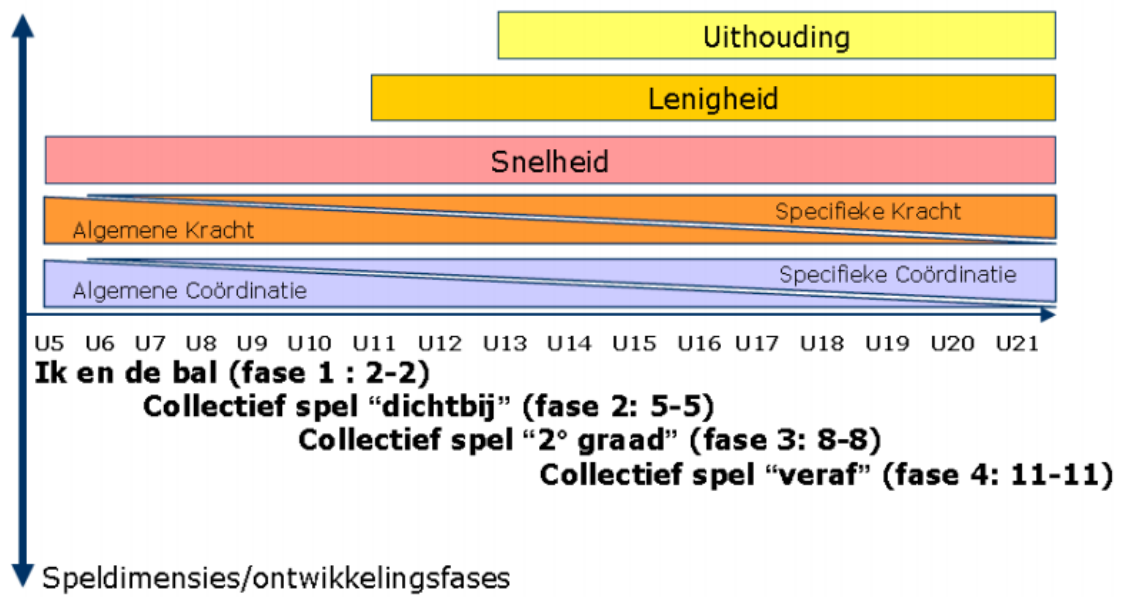 Uithouding
Lenigheid
Snelheid
Specifieke Kracht
Algemene Kracht
Specifieke Coördinatie
Algemene Coördinatie
U5 U6 U7 U8 U9 U10 U11 U12 U13 U14 U15 U16 U17 U18 U19 U20 U21
Ik en de bal (fase 1 : 2-2)
Collectief spel “dichtbij” (fase 2: 5-5)
Collectief spel “2° graad” (fase 3: 8-8)
Collectief spel “veraf” (fase 4: 11-11)
Speldimensies/ontwikkelingsfases